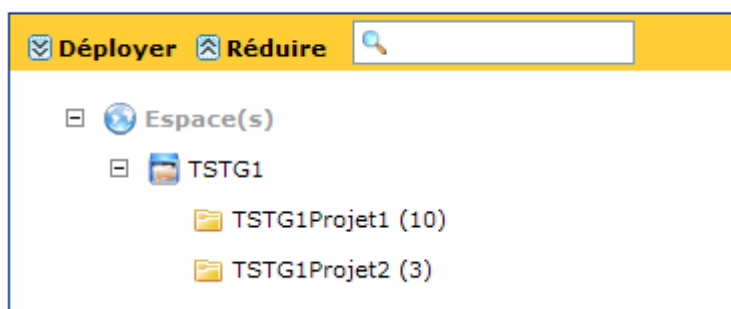 Déployer Réduire
Espace(s)
TSTG1
TSTG1Projet1 (10)
TSTG1Projet2 (3)